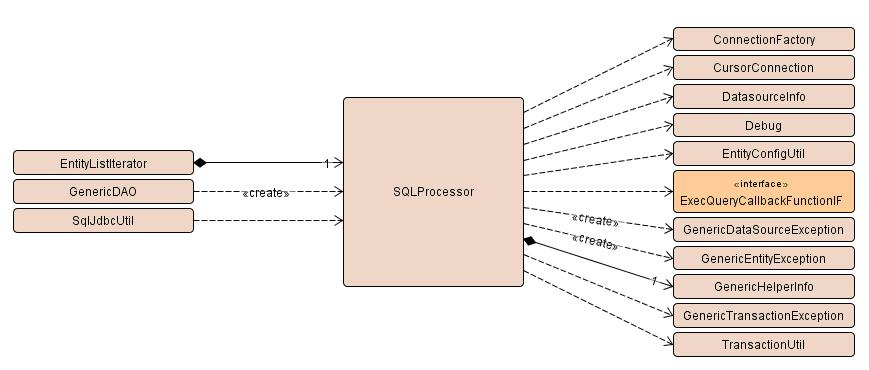 EntityListIterator
GenericDAO
SqlJdbcUtil
1
«create»
SQLProcessor
ConnectionFactory
CursorConnection
DatasourceInfo
Debug
EntityConfigUtil
«interface»
ExecQueryCallbackFunctionIF
«create»
GenericDataSourceException
«create»
GenericEntityException
1
GenericHelperInfo
GenericTransactionException
TransactionUtil